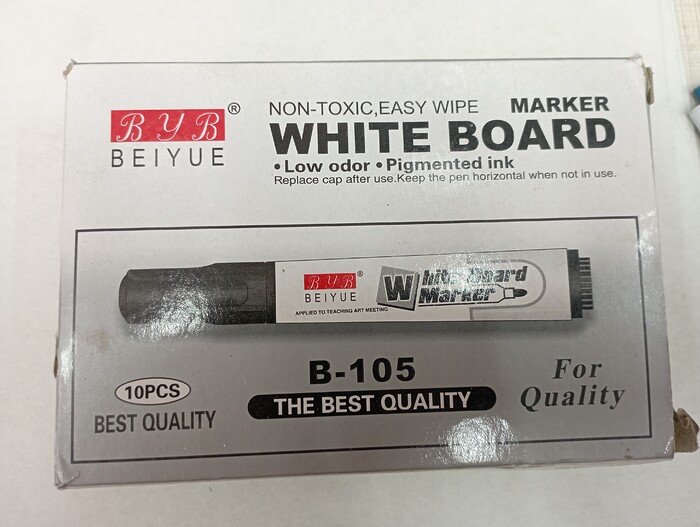 BYB®
BEIYUE
NON-TOXIC,EASY WIPE MARKER
WHITE BOARD
•Low odor •Pigmented ink
Replace cap after use.Keep the pen horizontal when not in use.
BYB®
BEIYUE
White Board
Marker
APPLIED TO TEACHING ART MEETING
B-105
10PCS
BEST QUALITY
THE BEST QUALITY
For
Quality